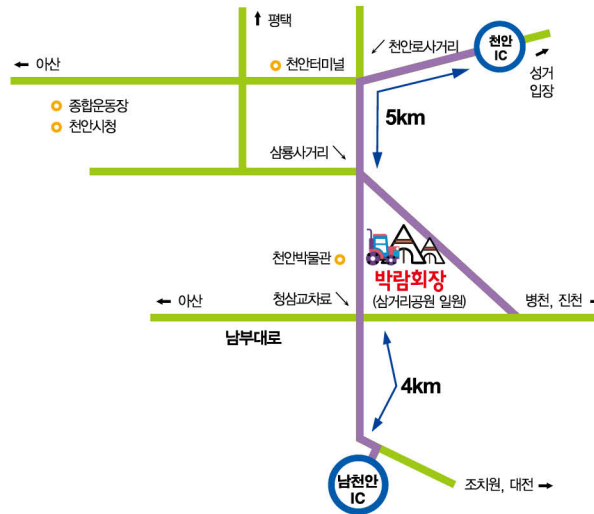 평택
천안로사거리
천안
IC
아산
천안터미널
성거
입장
종합운동장
천안시청
5km
삼룡사거리
천안박물관
박람회장
(삼거리공원 일원)
아산
청삼교차료
병천, 진천
남부대로
4km
남천안
IC
조치원, 대전